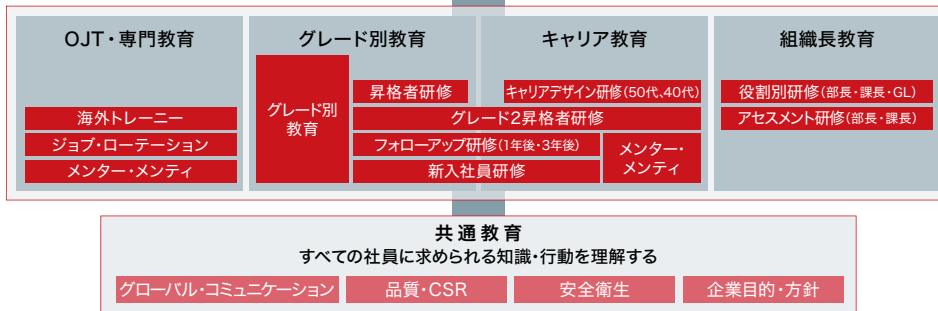 OJT・専門教育
海外トレーニー
ジョブ・ローテーション
メンター・メンティ
グレード別教育
キャリア教育
グレード別
教育
昇格者研修
キャリアデザイン研修(50代、40代)
グレード2昇格者研修
フォローアップ研修(1年後・3年後)
新入社員研修
メンター・
メンティ
組織長教育
役割別研修(部長・課長・GL)
アセスメント研修(部長・課長)
共通教育
すべての社員に求められる知識・行動を理解する
グローバル・コミュニケーション
品質・CSR
安全衛生
企業目的・方針